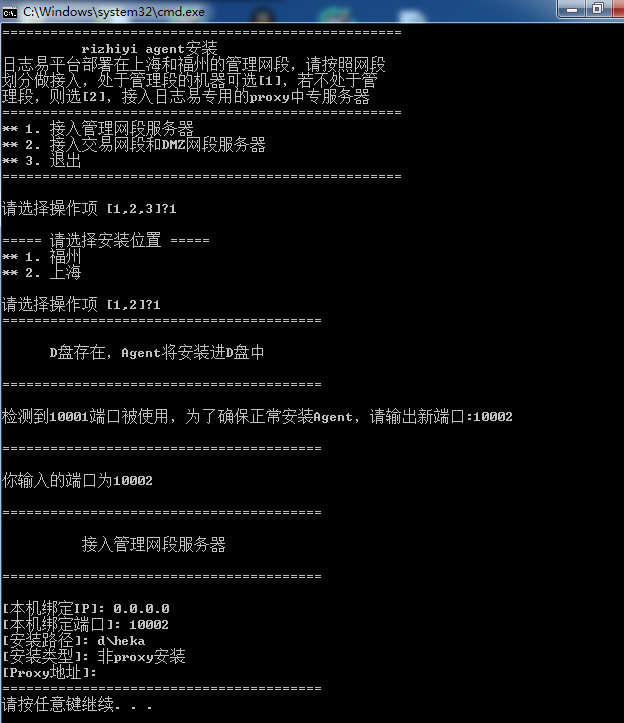 C:\Windows\system32\cmd.exe
==================================================
rizhiyi agent安装
日志易平台部署在上海和福州的管理网段，请按照网段
划分做接入，处于管理段的机器可选[1]，若不处于管
理段，则选[2]，接入日志易专用的proxy中专服务器
==================================================
** 1. 接入管理网段服务器
** 2. 接入交易网段和DMZ网段服务器
** 3. 退出
==================================================
请选择操作项 [1,2,3]?1
===== 请选择安装位置 =====
** 1. 福州
** 2. 上海
请选择操作项 [1,2]?1
========================================
D盘存在，Agent将安装进D盘中
========================================
检测到10001端口被使用，为了确保正常安装Agent，请输出新端口:10002
========================================
你输入的端口为10002
========================================
接入管理网段服务器
========================================
[本机绑定IP]: 0.0.0.0
[本机绑定端口]: 10002
[安装路径]: d\heka
[安装类型]: 非proxy安装
[Proxy地址]:
========================================
请按任意键继续. . .